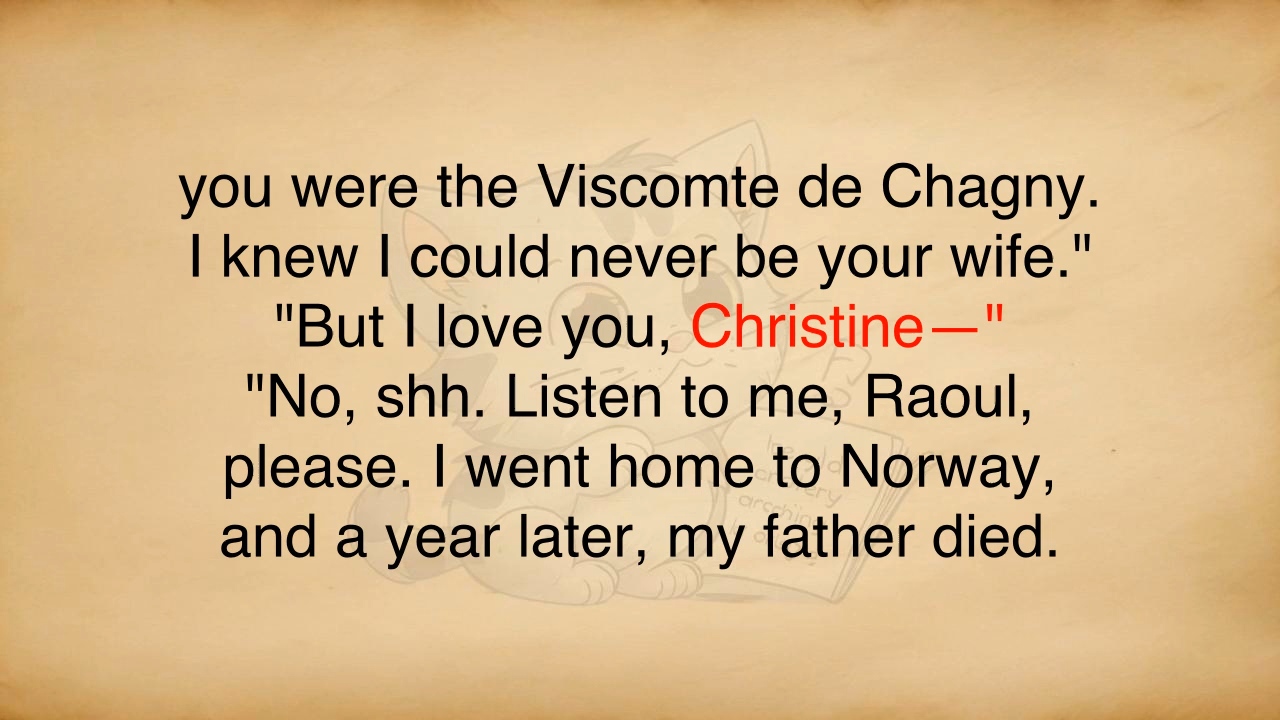 you were the Viscomte de Chagny.
I knew I could never be your wife."
"But I love you, Christine—"
"No, shh. Listen to me, Raoul,
please. I went home to Norway,
and a year later, my father died.